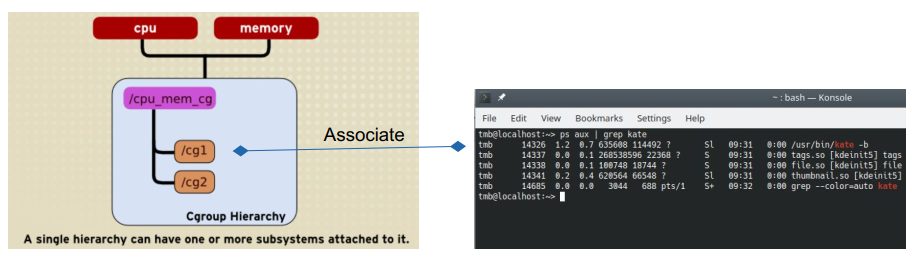 cpu
memory
/cpu_mem_cg
/cg1
/cg2
Cgroup Hierarchy
A single hierarchy can have one or more subsystems attached to it.
Associate
~ : bash — Konsole
File Edit View Bookmarks Settings Help
tmb@localhost:~> ps aux | grep kate
tmb 14326 1.2 0.7 635608 114492 ? Sl 09:31 0:00 /usr/bin/kate -b
tmb 14337 0.0 0.1 268538596 22368 ? S 09:31 0:00 tags.so [kdeinit5] tags
tmb 14338 0.0 0.1 100748 18744 ? S 09:31 0:00 file.so [kdeinit5] file
tmb 14341 0.2 0.4 620564 66548 ? Sl 09:31 0:00 thumbnail.so [kdeinit5]
tmb 14685 0.0 0.0 3044 688 pts/1 S+ 09:32 0:00 grep --color=auto kate
tmb@localhost:~>